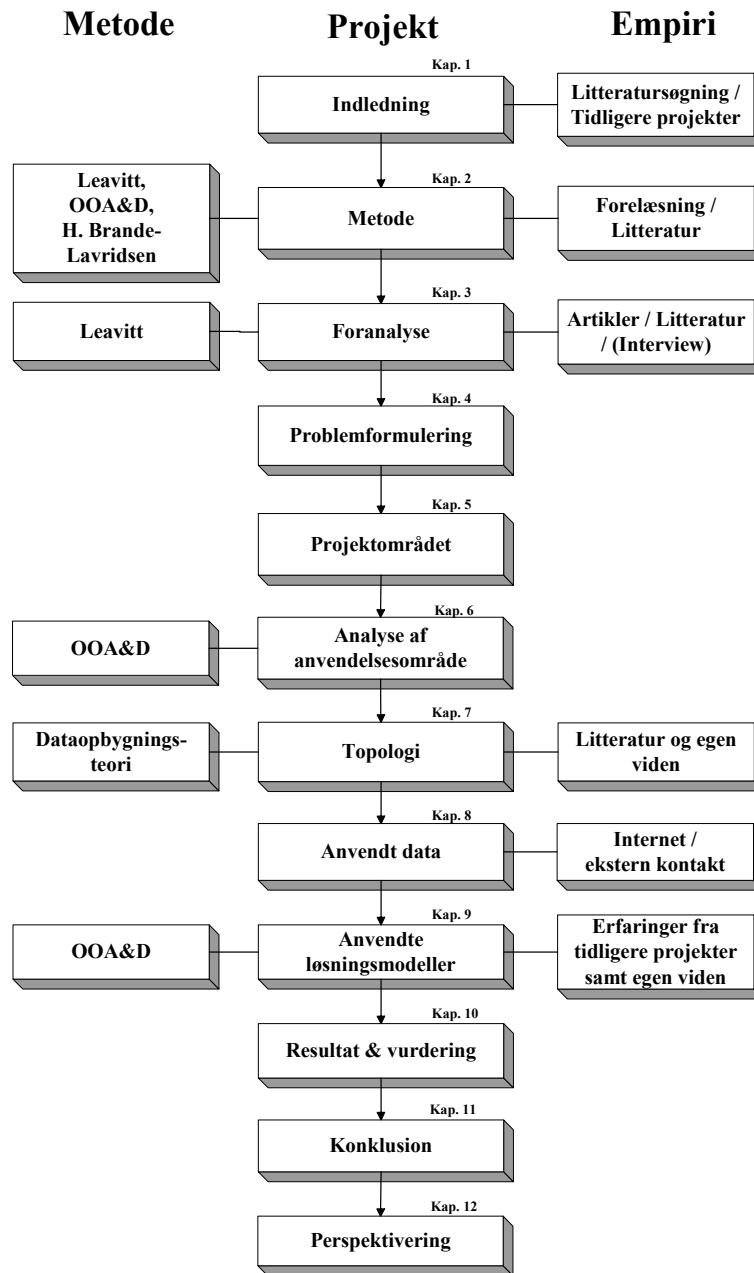 Metode
Projekt
Empiri
Kap. 1
Indledning
Litteratursøgning /
Tidligere projekter
Leavitt,
OOA&D,
H. Brande-
Lavridsen
Kap. 2
Metode
Forelæsning /
Litteratur
Leavitt
Kap. 3
Foranalyse
Artikler / Litteratur
/ (Interview)
Kap. 4
Problemformulering
Kap. 5
Projektområdet
OOA&D
Kap. 6
Analyse af
anvendelsesområde
Dataopbygnings-
teori
Kap. 7
Topologi
Litteratur og egen
viden
Kap. 8
Anvendt data
Internet /
ekstern kontakt
OOA&D
Kap. 9
Anvendte
løsningsmodeller
Erfaringer fra
tidligere projekter
samt egen viden
Kap. 10
Resultat & vurdering
Kap. 11
Konklusion
Kap. 12
Perspektivering